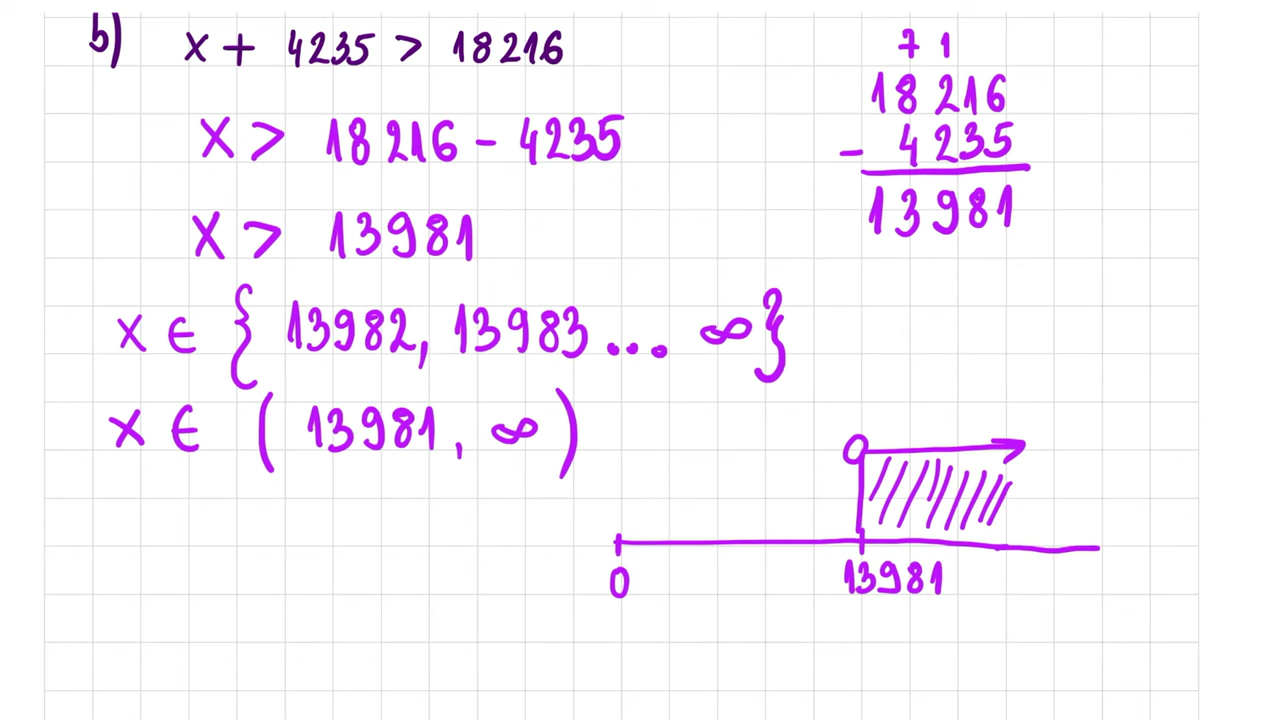 b) x + 4235 > 18216
x > 18216 - 4235
x > 13981
x ∈ { 13982, 13983 ... ∞ }
x ∈ ( 13981, ∞ )
7 1
18216
- 4235
13981
0 13981